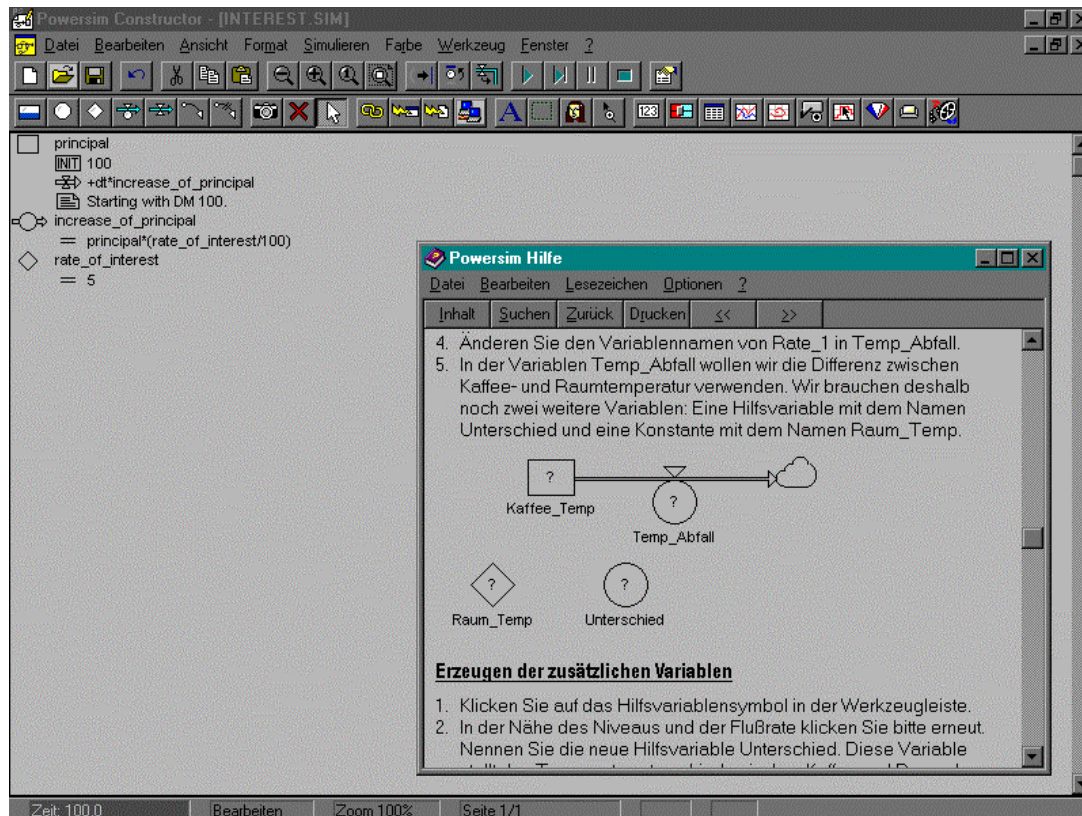 Powersim Constructor - [INTEREST.SIM]
Datei Bearbeiten Ansicht Format Simulieren Farbe Werkzeug Fenster ?
123
principal
INIT 100
+dt*increase_of_principal
Starting with DM 100.
increase_of_principal
= principal*(rate_of_interest/100)
rate_of_interest
= 5
Powersim Hilfe
Datei Bearbeiten Lesezeichen Optionen ?
Inhalt Suchen Zurück Drucken << >>
4. Änderen Sie den Variablennamen von Rate_1 in Temp_Abfall.
5. In der Variablen Temp_Abfall wollen wir die Differenz zwischen
Kaffee- und Raumtemperatur verwenden. Wir brauchen deshalb
noch zwei weitere Variablen: Eine Hilfsvariable mit dem Namen
Unterschied und eine Konstante mit dem Namen Raum_Temp.
?
Kaffee_Temp
?
Temp_Abfall
? ?
Raum_Temp Unterschied
Erzeugen der zusätzlichen Variablen
1. Klicken Sie auf das Hilfsvariablensymbol in der Werkzeugleiste.
2. In der Nähe des Niveaus und der Flußrate klicken Sie bitte erneut.
Nennen Sie die neue Hilfsvariable Unterschied. Diese Variable
Zeit: 100.0 Bearbeiten Zoom 100% Seite 1/1